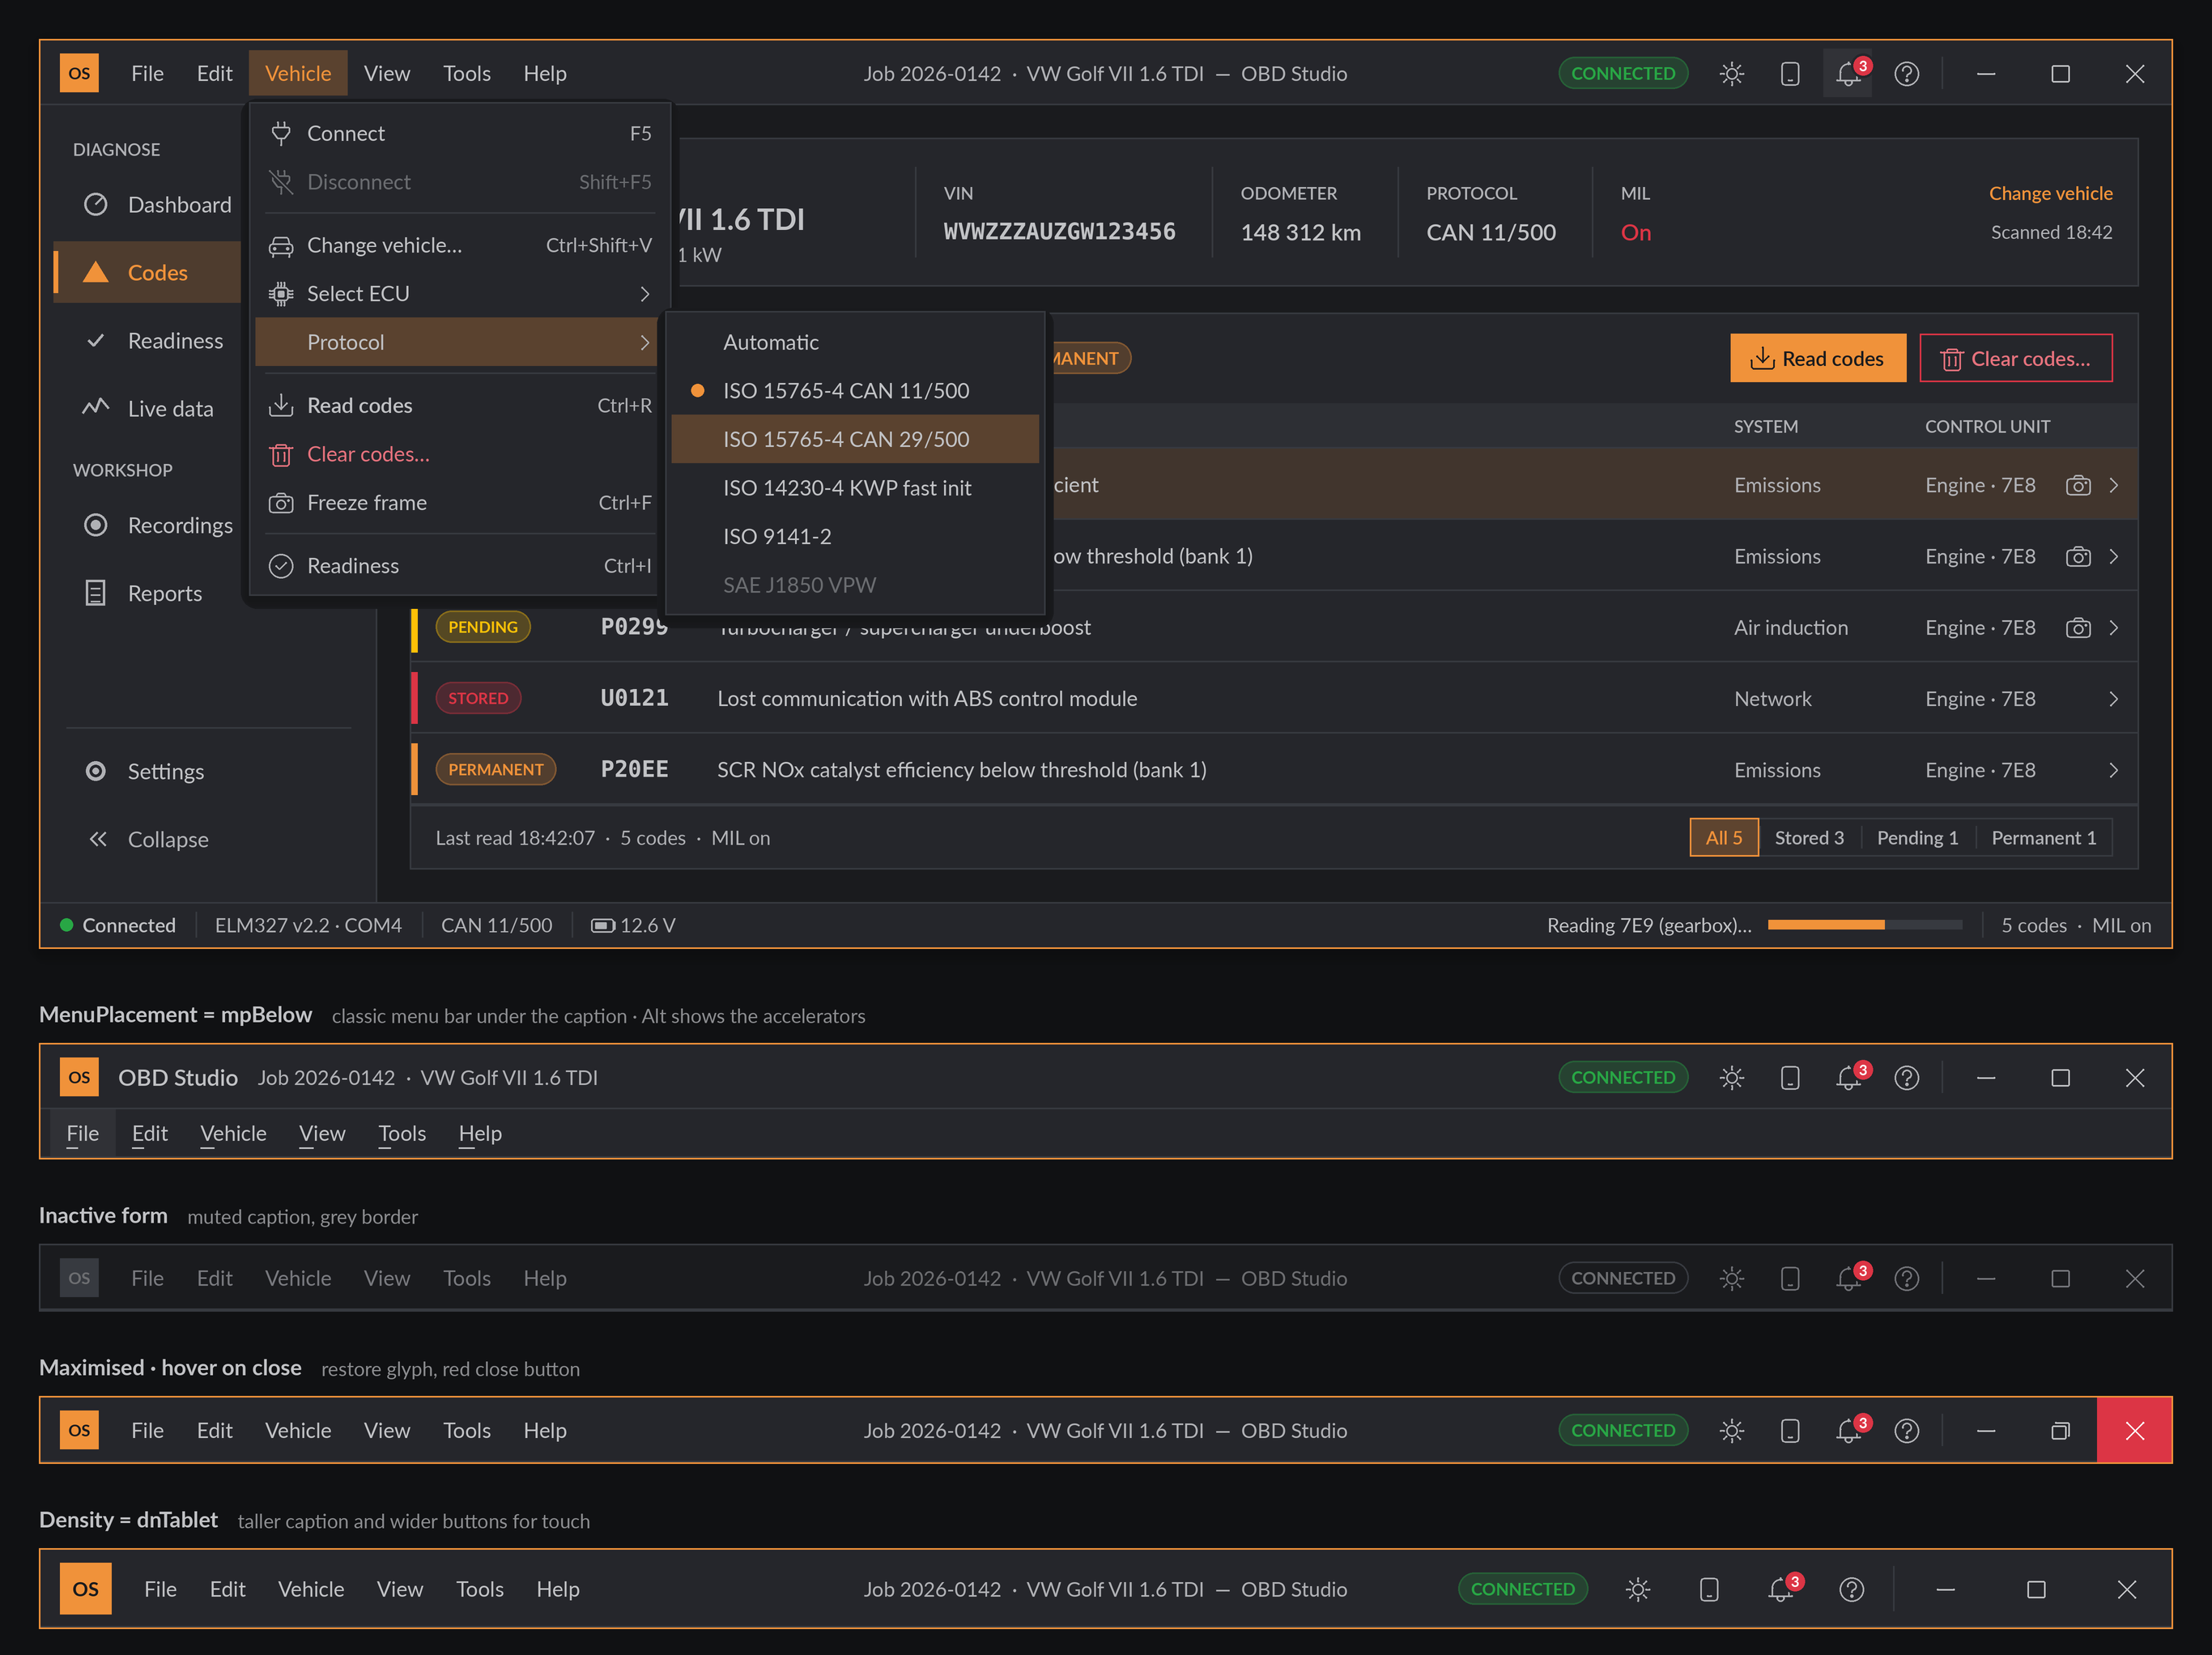 OS File Edit Vehicle View Tools Help Job 2026-0142 · VW Golf VII 1.6 TDI — OBD Studio CONNECTED 3
DIAGNOSE
Dashboard
Codes
Readiness
Live data
WORKSHOP
Recordings
Reports
Settings
Collapse
Connect F5
Disconnect Shift+F5
Change vehicle... Ctrl+Shift+V
Select ECU
Protocol
Read codes Ctrl+R
Clear codes...
Freeze frame Ctrl+F
Readiness Ctrl+I
Automatic
ISO 15765-4 CAN 11/500
ISO 15765-4 CAN 29/500
ISO 14230-4 KWP fast init
ISO 9141-2
SAE J1850 VPW
VII 1.6 TDI
1 kW
VIN
WVWZZZAUZGW123456
ODOMETER
148 312 km
PROTOCOL
CAN 11/500
MIL
On
Change vehicle
Scanned 18:42
MANENT Read codes Clear codes...
SYSTEM CONTROL UNIT
cient Emissions Engine · 7E8
ow threshold (bank 1) Emissions Engine · 7E8
PENDING P0299 Turbocharger / supercharger underboost Air induction Engine · 7E8
STORED U0121 Lost communication with ABS control module Network Engine · 7E8
PERMANENT P20EE SCR NOx catalyst efficiency below threshold (bank 1) Emissions Engine · 7E8
Last read 18:42:07 · 5 codes · MIL on All 5 Stored 3 Pending 1 Permanent 1
Connected ELM327 v2.2 · COM4 CAN 11/500 12.6 V Reading 7E9 (gearbox)... 5 codes · MIL on
MenuPlacement = mpBelow classic menu bar under the caption · Alt shows the accelerators
OS OBD Studio Job 2026-0142 · VW Golf VII 1.6 TDI CONNECTED 3
File Edit Vehicle View Tools Help
Inactive form muted caption, grey border
OS File Edit Vehicle View Tools Help Job 2026-0142 · VW Golf VII 1.6 TDI — OBD Studio CONNECTED 3
Maximised · hover on close restore glyph, red close button
OS File Edit Vehicle View Tools Help Job 2026-0142 · VW Golf VII 1.6 TDI — OBD Studio CONNECTED 3
Density = dnTablet taller caption and wider buttons for touch
OS File Edit Vehicle View Tools Help Job 2026-0142 · VW Golf VII 1.6 TDI — OBD Studio CONNECTED 3